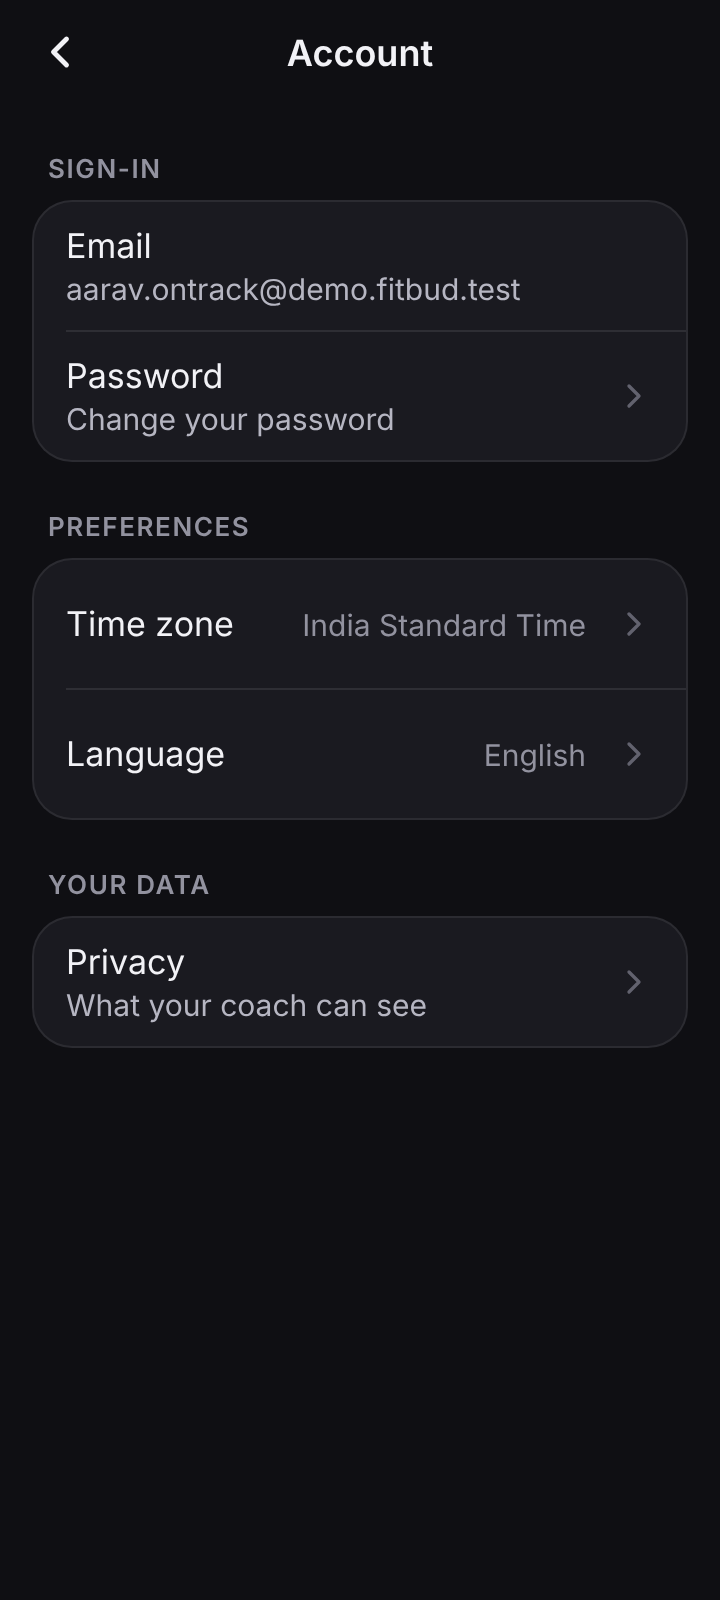 Account
SIGN-IN
Email
aarav.ontrack@demo.fitbud.test
Password
Change your password
PREFERENCES
Time zone India Standard Time
Language English
YOUR DATA
Privacy
What your coach can see